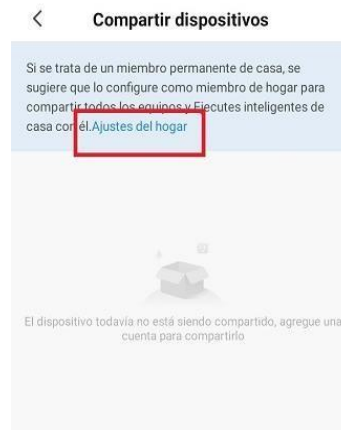 Compartir dispositivos
Si se trata de un miembro permanente de casa, se
sugiere que lo configure como miembro de hogar para
compartir todos los equipos y Ejecutes inteligentes de
casa con él.Ajustes del hogar
El dispositivo todavía no está siendo compartido, agregue una
cuenta para compartirlo